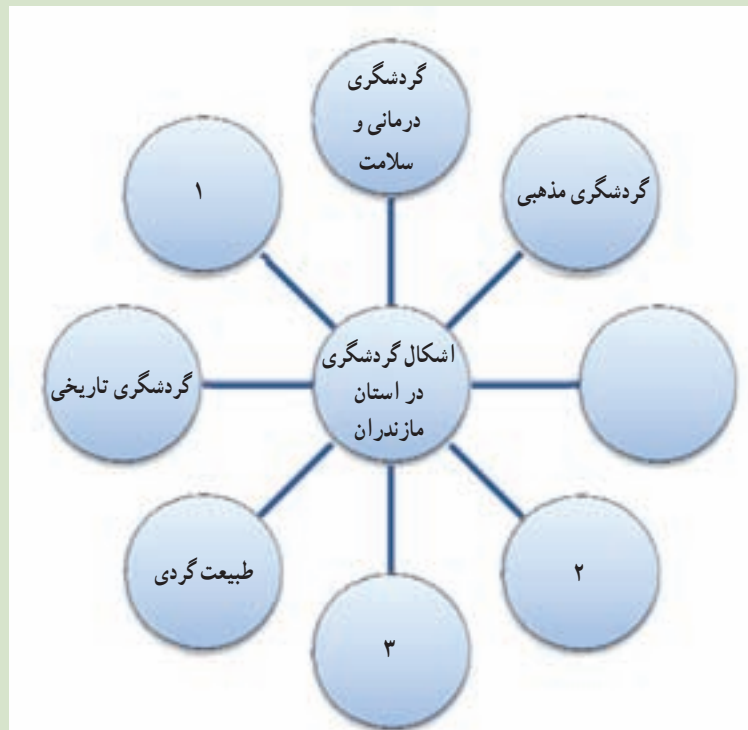 گردشگری
درمانی و
سلامت
گردشگری مذهبی
۱
اشکال گردشگری
در استان
مازندران
گردشگری تاریخی
طبیعت گردی
۲
۳